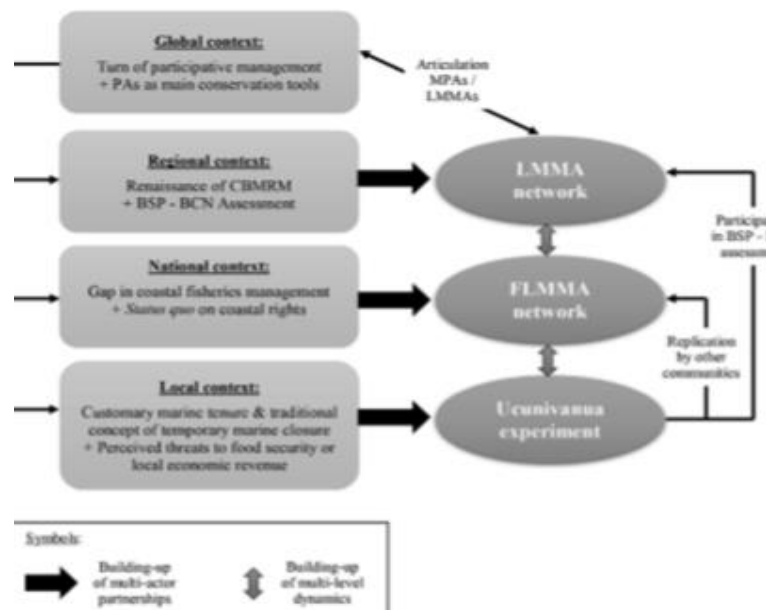 Global context:
Turn of participative management
+ PAs as main conservation tools
Articulation
MPAs /
LMMAs
Regional context:
Renaissance of CBMRM
+ BSP - BCN Assessment
LMMA
network
National context:
Gap in coastal fisheries management
+ Status quo on coastal rights
FLMMA
network
in BSP -
Replication
by other
communities
Local context:
Customary marine tenure & traditional
concept of temporary marine closure
+ Perceived threats to food security or
local economic revenue
Ucunivanua
experiment
Symbols:
Building-up
of multi-actor
partnerships
Building-up
of multi-level
dynamics